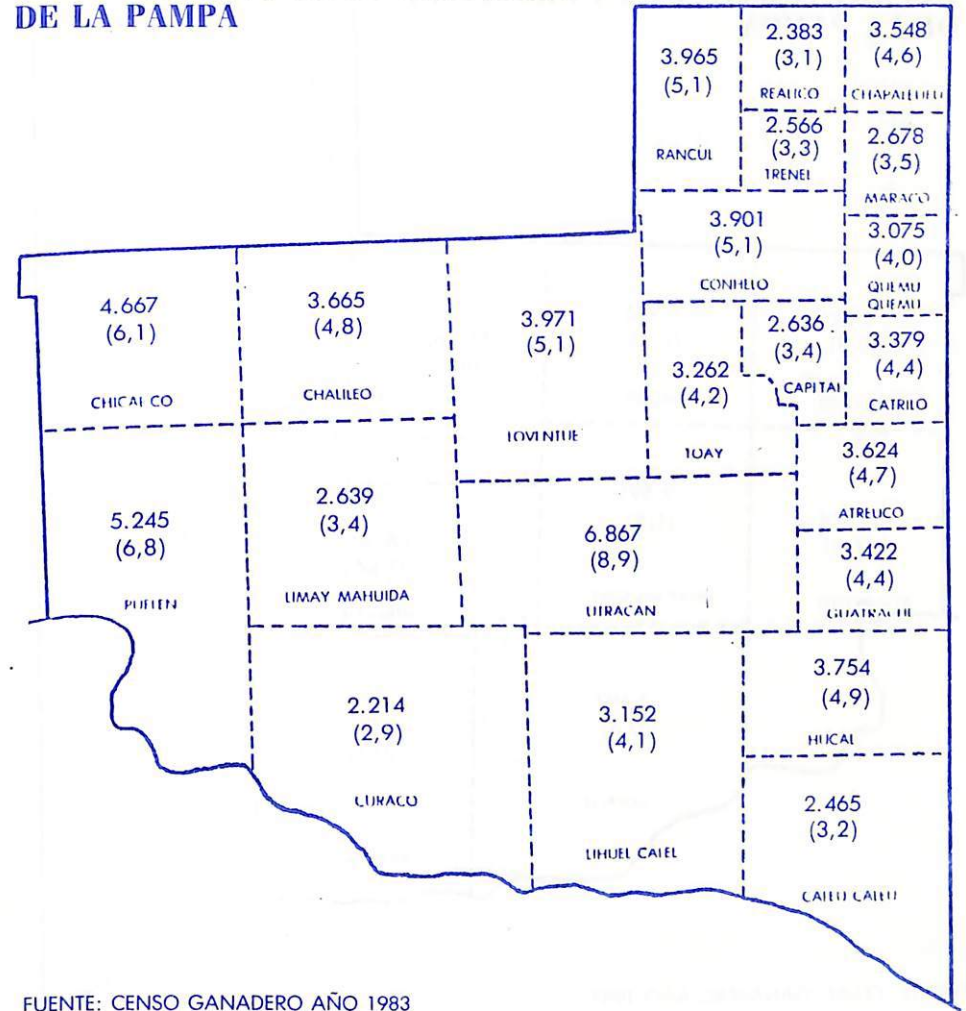 DE LA PAMPA
3.965
(5,1)
RANCUL
2.383
(3,1)
REALICO
3.548
(4,6)
2.566
(3,3)
TRENEL
2.678
(3,5)
MARACO
3.901
(5,1)
CONHELO
3.075
(4,0)
QUEMU
QUEMU
4.667
(6,1)
CHICAL CO
3.665
(4,8)
CHALILEO
3.971
(5,1)
LOVENTUE
3.262
(4,2)
TOAY
2.636
(3,4)
CAPITAL
3.379
(4,4)
CATRILO
3.624
(4,7)
ATREUCO
5.245
(6,8)
PUELEN
2.639
(3,4)
LIMAY MAHUIDA
6.867
(8,9)
UTRACAN
3.422
(4,4)
GUATRACHE
2.214
(2,9)
CURACO
3.152
(4,1)
LIHUEL CALEL
3.754
(4,9)
HUCAL
2.465
(3,2)
CALEU CALEU
FUENTE: CENSO GANADERO AÑO 1983